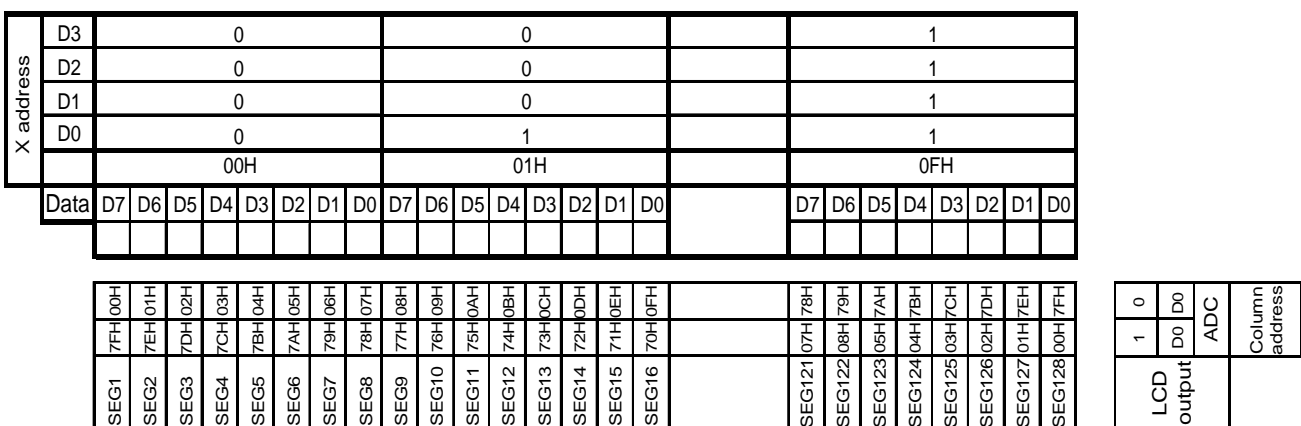 X address
D3 0 0 1
D2 0 0 1
D1 0 0 1
D0 0 1 1
00H 01H 0FH
Data D7 D6 D5 D4 D3 D2 D1 D0 D7 D6 D5 D4 D3 D2 D1 D0 D7 D6 D5 D4 D3 D2 D1 D0
00H 01H 02H 03H 04H 05H 06H 07H 08H 09H 0AH 0BH 0CH 0DH 0EH 0FH 78H 79H 7AH 7BH 7CH 7DH 7EH 7FH 0 D0
7FH 7EH 7DH 7CH 7BH 7AH 79H 78H 77H 76H 75H 74H 73H 72H 71H 70H 07H 08H 05H 04H 03H 02H 01H 00H 1 D0
ADC
Column
address
SEG1 SEG2 SEG3 SEG4 SEG5 SEG6 SEG7 SEG8 SEG9 SEG10 SEG11 SEG12 SEG13 SEG14 SEG15 SEG16 SEG121 SEG122 SEG123 SEG124 SEG125 SEG126 SEG127 SEG128
LCD
output